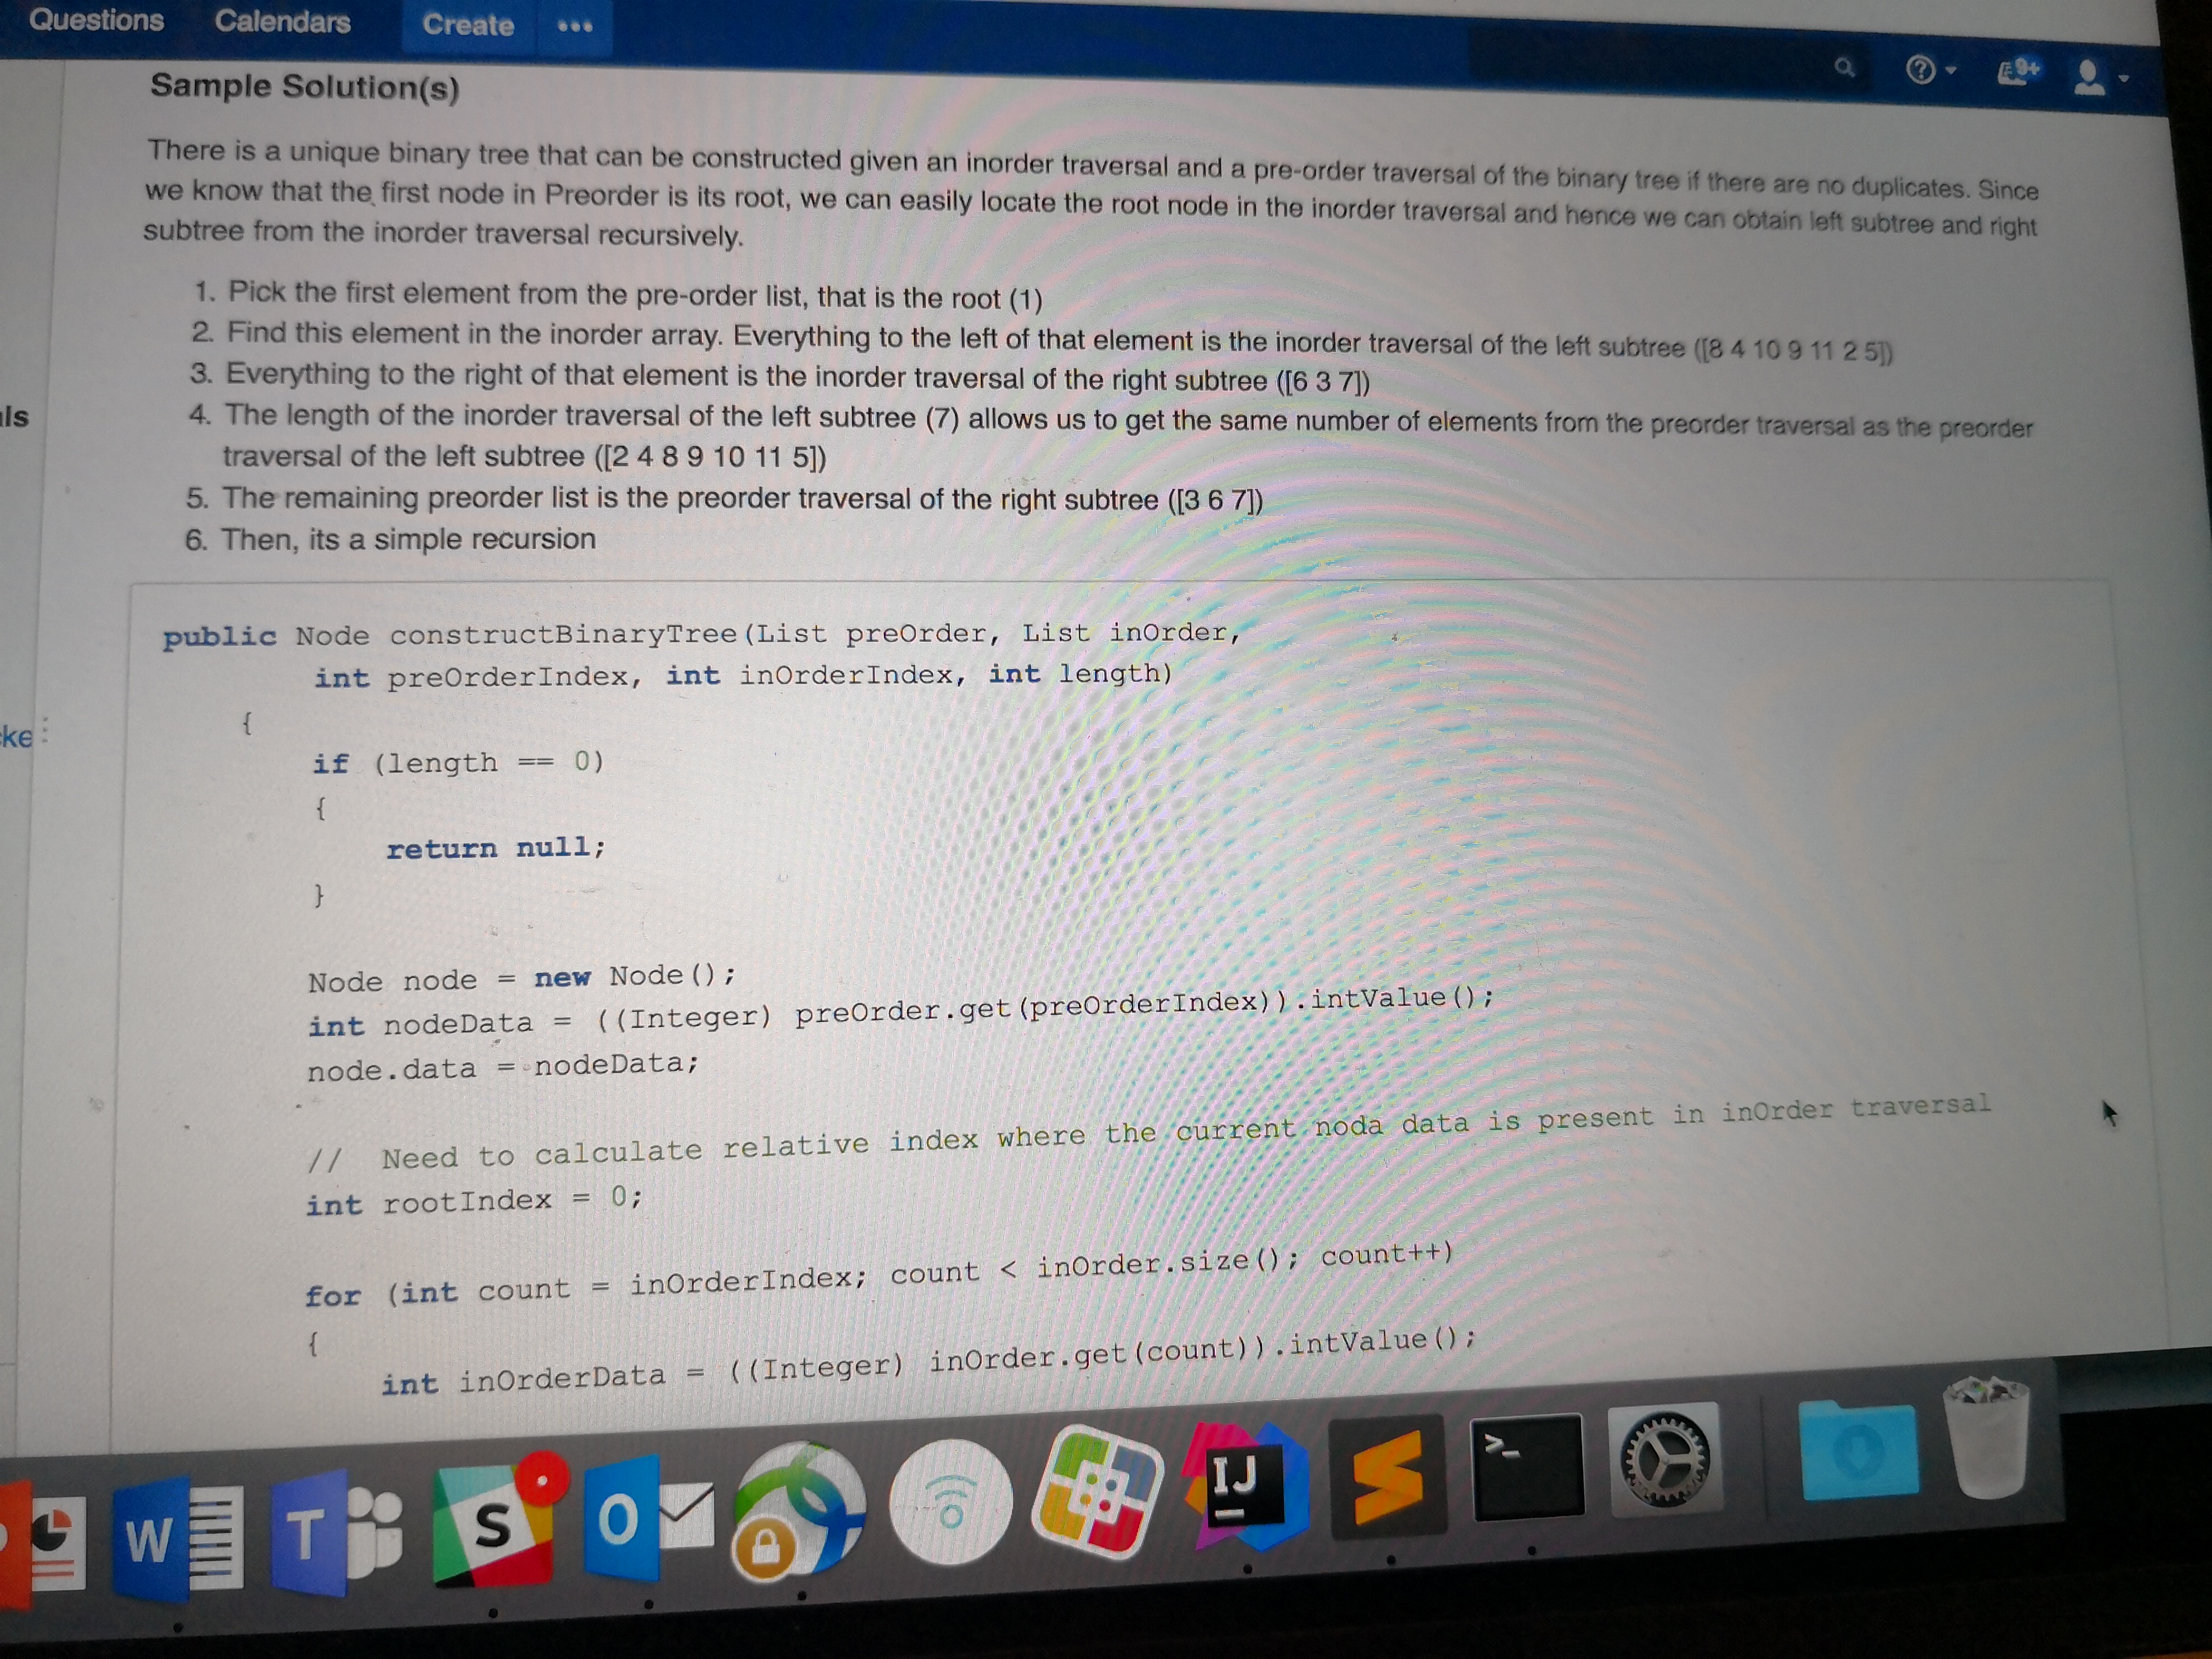 Questions Calendars Create •••
9+
Sample Solution(s)
There is a unique binary tree that can be constructed given an inorder traversal and a pre-order traversal of the binary tree if there are no duplicates. Since
we know that the first node in Preorder is its root, we can easily locate the root node in the inorder traversal and hence we can obtain left subtree and right
subtree from the inorder traversal recursively.
1. Pick the first element from the pre-order list, that is the root (1)
2. Find this element in the inorder array. Everything to the left of that element is the inorder traversal of the left subtree ([8 4 10 9 11 2 5])
3. Everything to the right of that element is the inorder traversal of the right subtree ([6 3 7])
4. The length of the inorder traversal of the left subtree (7) allows us to get the same number of elements from the preorder traversal as the preorder
traversal of the left subtree ([2 4 8 9 10 11 5])
5. The remaining preorder list is the preorder traversal of the right subtree ([3 6 7])
6. Then, its a simple recursion
public Node constructBinaryTree(List preOrder, List inOrder,
int preOrderIndex, int inOrderIndex, int length)
{
if (length == 0)
{
return null;
}
Node node = new Node();
int nodeData = ((Integer) preOrder.get(preOrderIndex)).intValue();
node.data = nodeData;
// Need to calculate relative index where the current noda data is present in inOrder traversal
int rootIndex = 0;
for (int count = inOrderIndex; count < inOrder.size(); count++)
{
int inOrderData = ((Integer) inOrder.get(count)).intValue();
W T S O IJ S >_